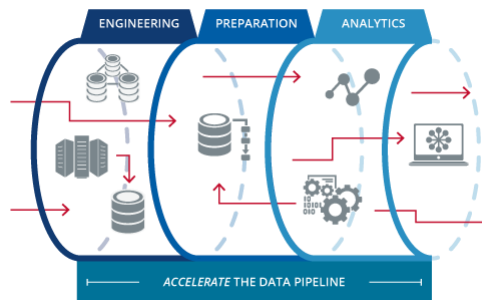 ENGINEERING
PREPARATION
ANALYTICS
ACCELERATE THE DATA PIPELINE